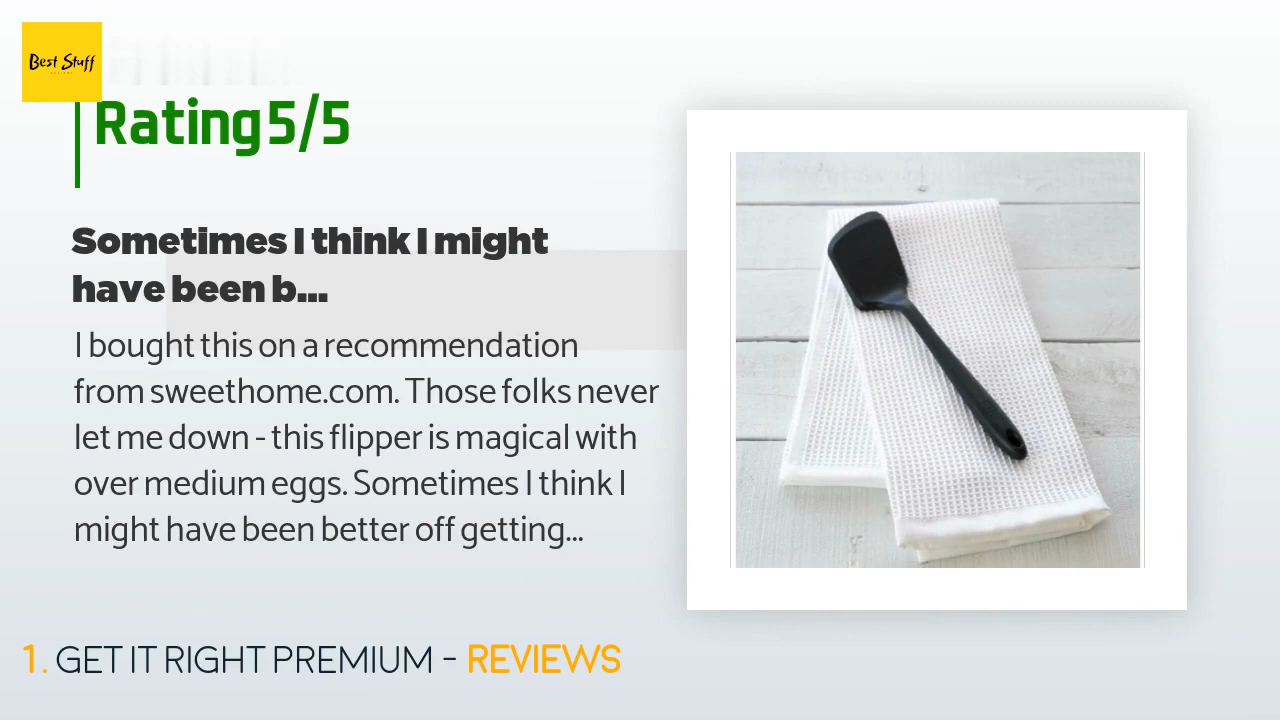 Best Stuff
Rating 5/5
Sometimes I think I might
have been b...
I bought this on a recommendation
from sweethome.com. Those folks never
let me down - this flipper is magical with
over medium eggs. Sometimes I think I
might have been better off getting...
1. GET IT RIGHT PREMIUM - REVIEWS